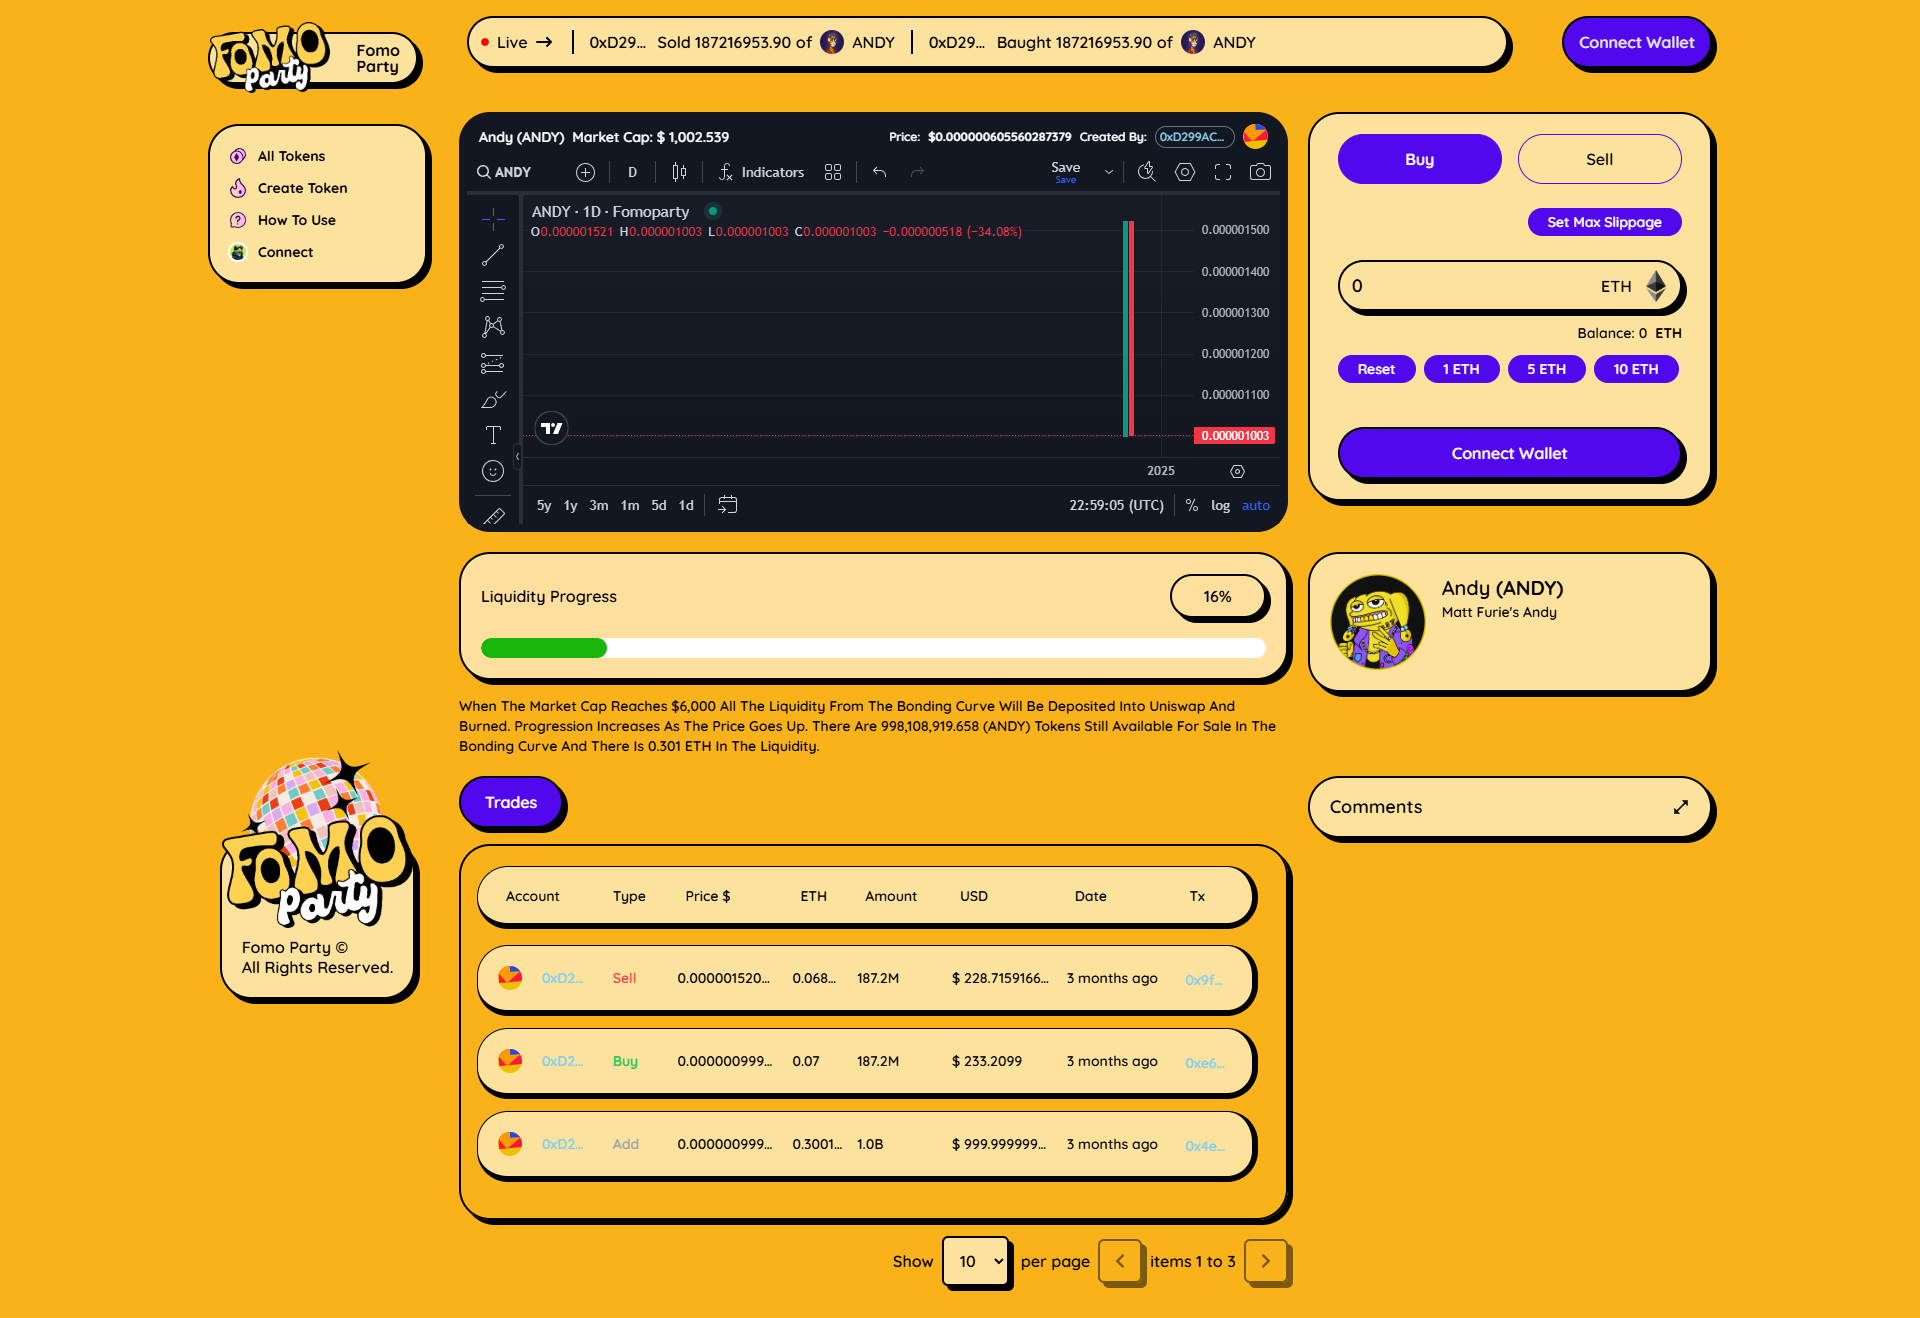 FOMO Party
Fomo Party
Live → 0xD29... Sold 187216953.90 of ANDY 0xD29... Baught 187216953.90 of ANDY
Connect Wallet
All Tokens
Create Token
How To Use
Connect
Andy (ANDY) Market Cap: $ 1,002.539
Price: $0.000000605560287379 Created By: 0xD299AC...
ANDY D Indicators Save
Save
ANDY · 1D · Fomoparty
O0.000001521 H0.000001003 L0.000001003 C0.000001003 −0.000000518 (−34.08%)
0.000001500
0.000001400
0.000001300
0.000001200
0.000001100
0.000001003
2025
5y 1y 3m 1m 5d 1d 22:59:05 (UTC) % log auto
Buy Sell
Set Max Slippage
0 ETH
Balance: 0 ETH
Reset 1 ETH 5 ETH 10 ETH
Connect Wallet
Liquidity Progress 16%
Andy (ANDY)
Matt Furie's Andy
When The Market Cap Reaches $6,000 All The Liquidity From The Bonding Curve Will Be Deposited Into Uniswap And
Burned. Progression Increases As The Price Goes Up. There Are 998,108,919.658 (ANDY) Tokens Still Available For Sale In The
Bonding Curve And There Is 0.301 ETH In The Liquidity.
Trades
Comments
Account Type Price $ ETH Amount USD Date Tx
0xD2... Sell 0.000001520... 0.068... 187.2M $ 228.7159166... 3 months ago 0x9f...
0xD2... Buy 0.000000999... 0.07 187.2M $ 233.2099 3 months ago 0xe6...
0xD2... Add 0.000000999... 0.3001... 1.0B $ 999.999999... 3 months ago 0x4e...
Show 10 per page items 1 to 3
FOMO
Party
Fomo Party ©
All Rights Reserved.